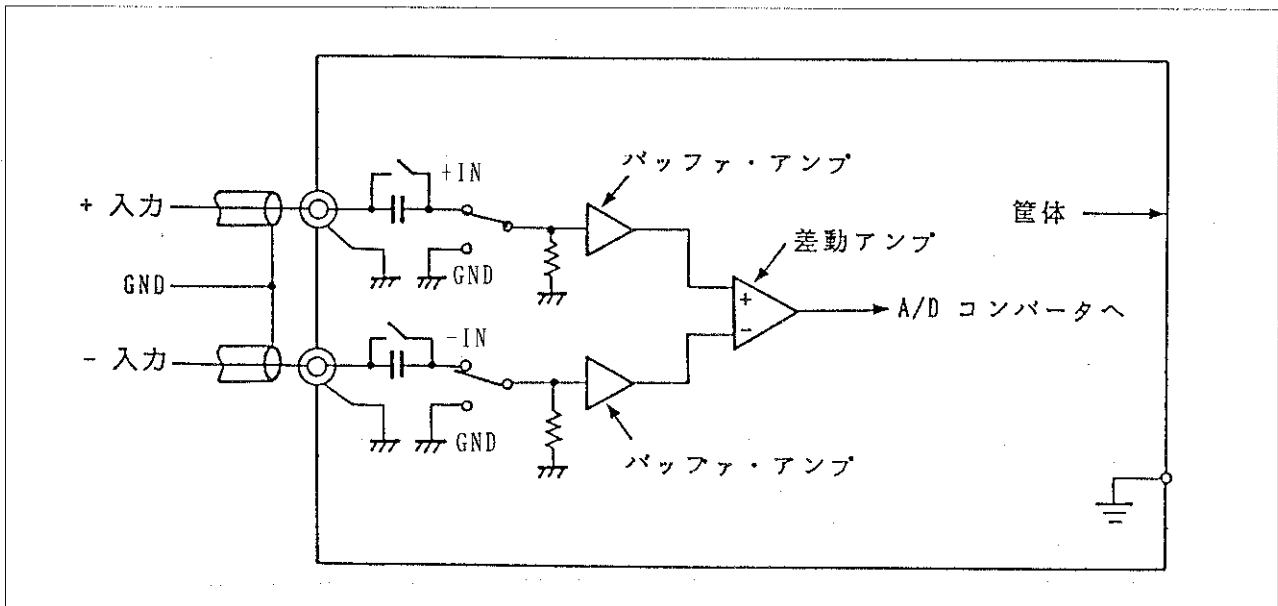 バッファ・アンプ
+IN
+ 入力
筐体
差動アンプ
GND
GND
+
A/D コンバータへ
-
-IN
- 入力
GND
バッファ・アンプ